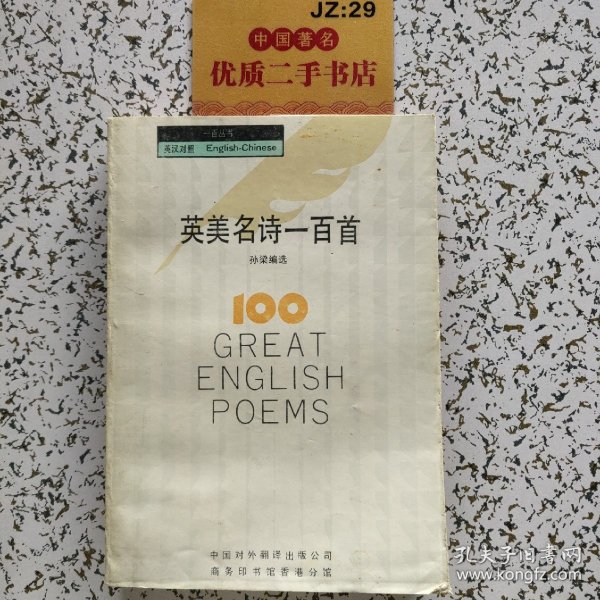 JZ:29
中国著名
优质二手书店
一百丛书
英汉对照 English-Chinese
英美名诗一百首
孙梁编选
100
GREAT
ENGLISH
POEMS
中国对外翻译出版公司
商务印书馆香港分馆
孔夫子旧书网
www.kongfz.com